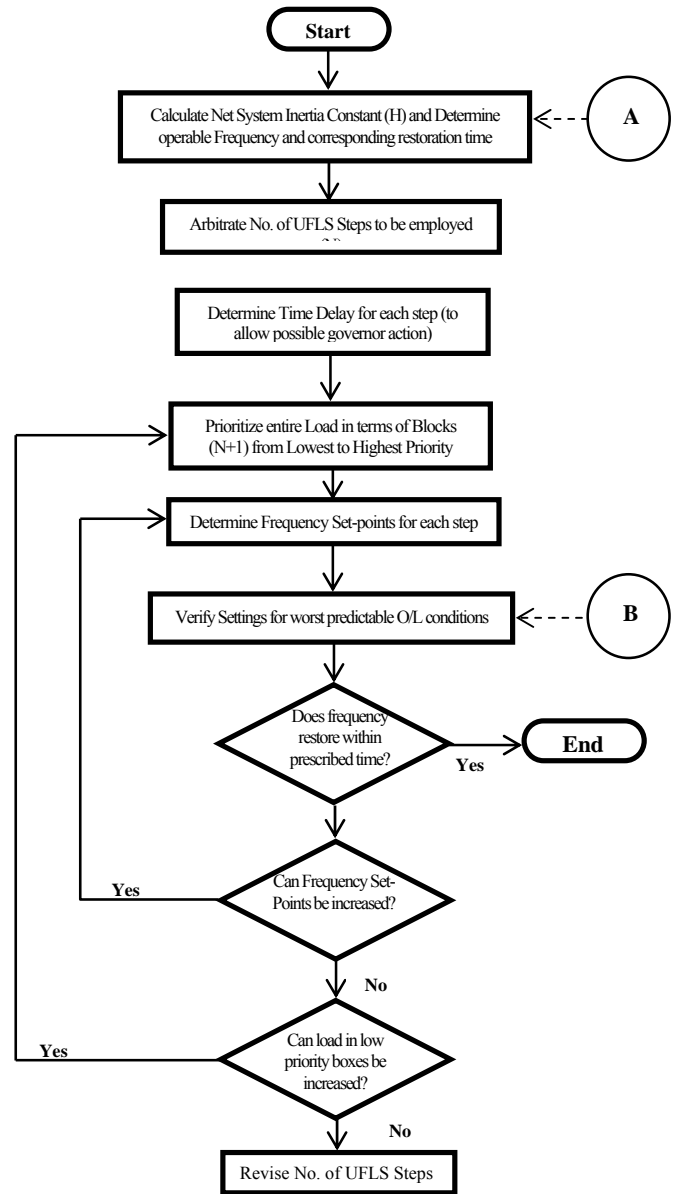 Start
Calculate Net System Inertia Constant (H) and Determine
operable Frequency and corresponding restoration time
A
Arbitrate No. of UFLS Steps to be employed
Determine Time Delay for each step (to
allow possible governor action)
Prioritize entire Load in terms of Blocks
(N+1) from Lowest to Highest Priority
Determine Frequency Set-points for each step
Verify Settings for worst predictable O/L conditions
B
Does frequency
restore within
prescribed time?
Yes
End
Can Frequency Set-
Points be increased?
Yes
No
Can load in low
priority boxes be
increased?
Yes
No
Revise No. of UFLS Steps